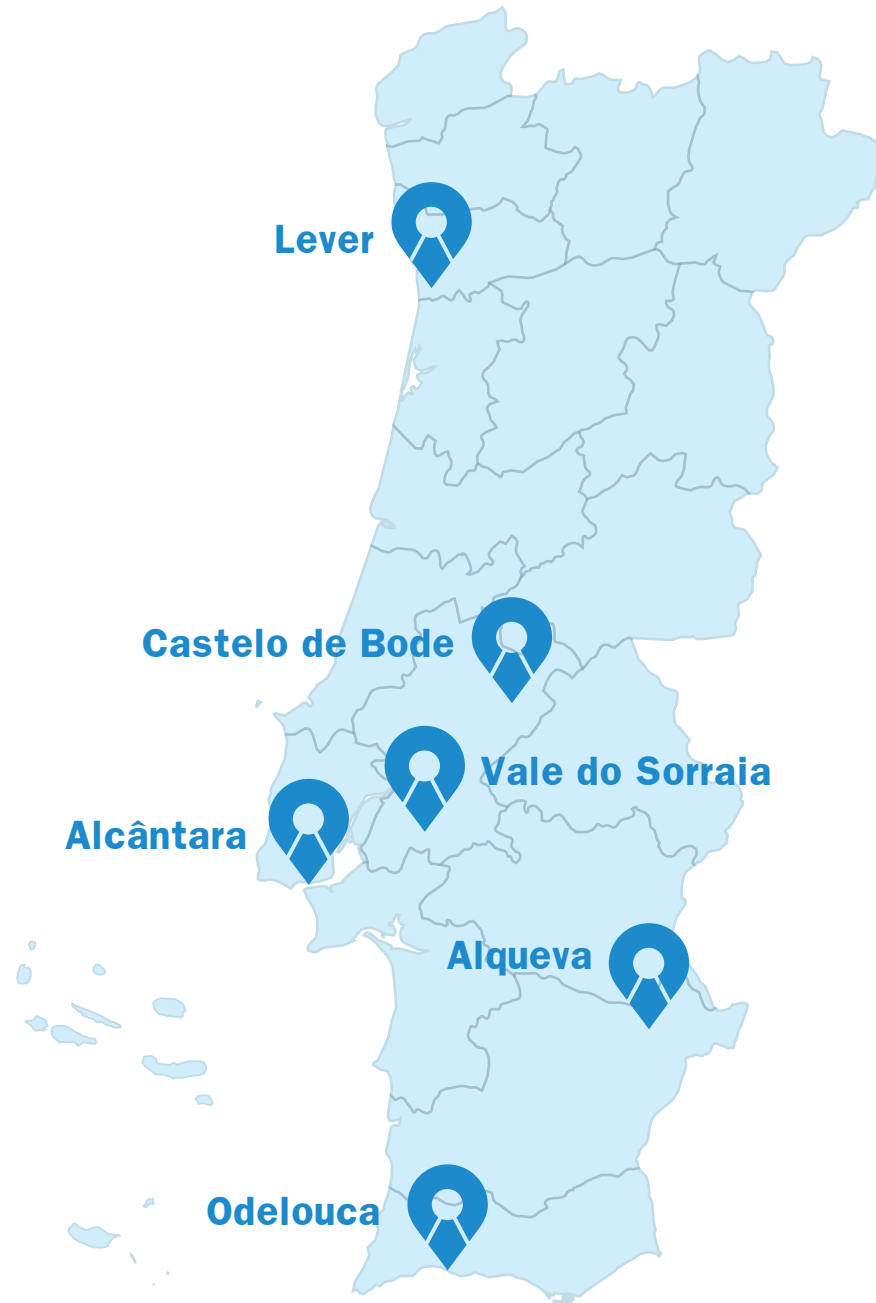 Lever
Castelo de Bode
Vale do Sorraia
Alcântara
Alqueva
Odelouca